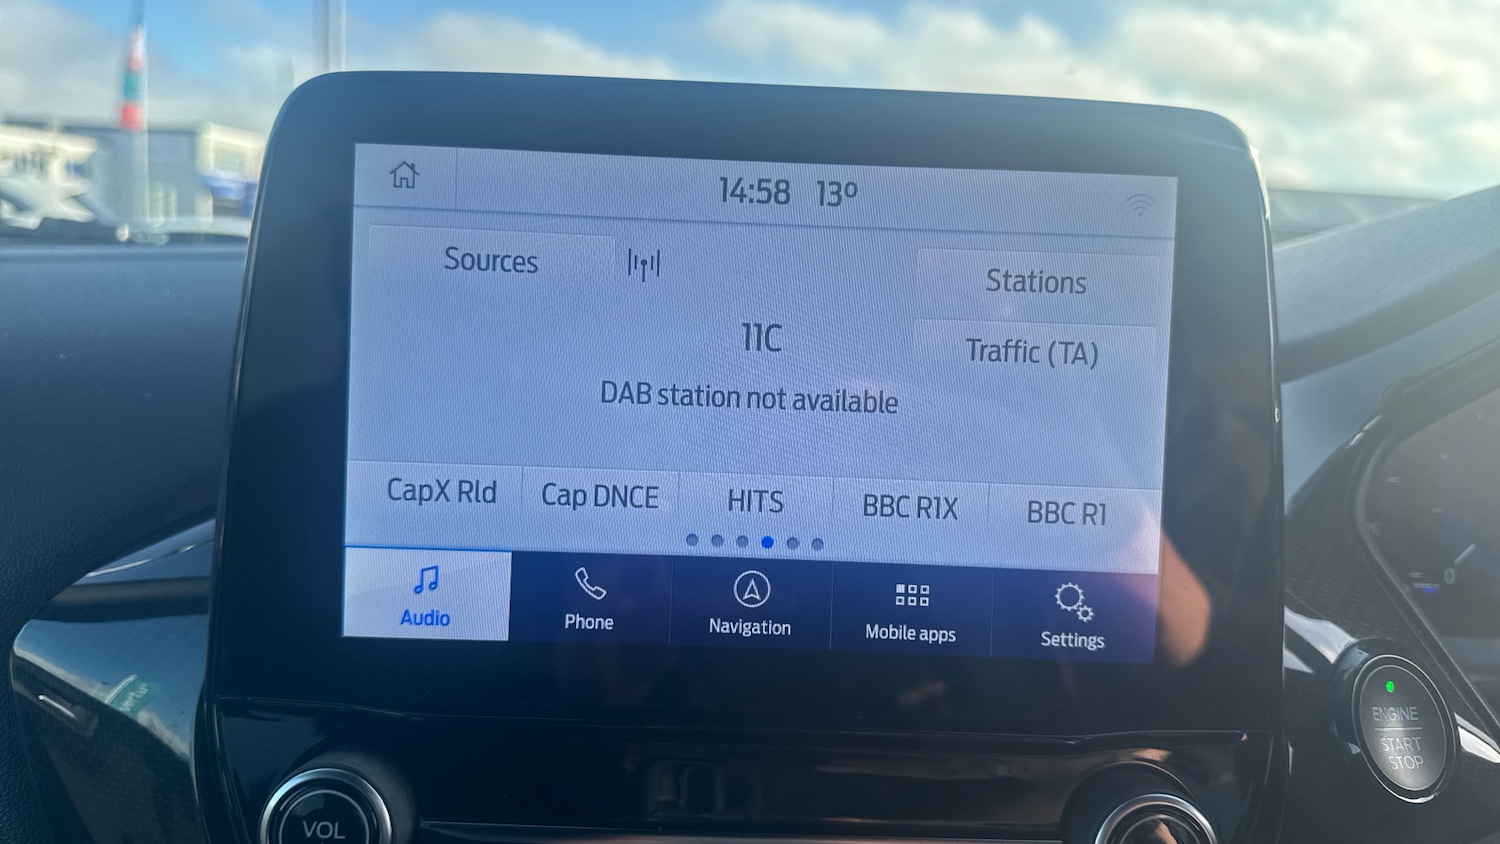 14:58 13º
Sources
Stations
11C
Traffic (TA)
DAB station not available
CapX Rld Cap DNCE HITS BBC R1X BBC R1
Audio Phone Navigation Mobile apps Settings
ENGINE
START
STOP
VOL